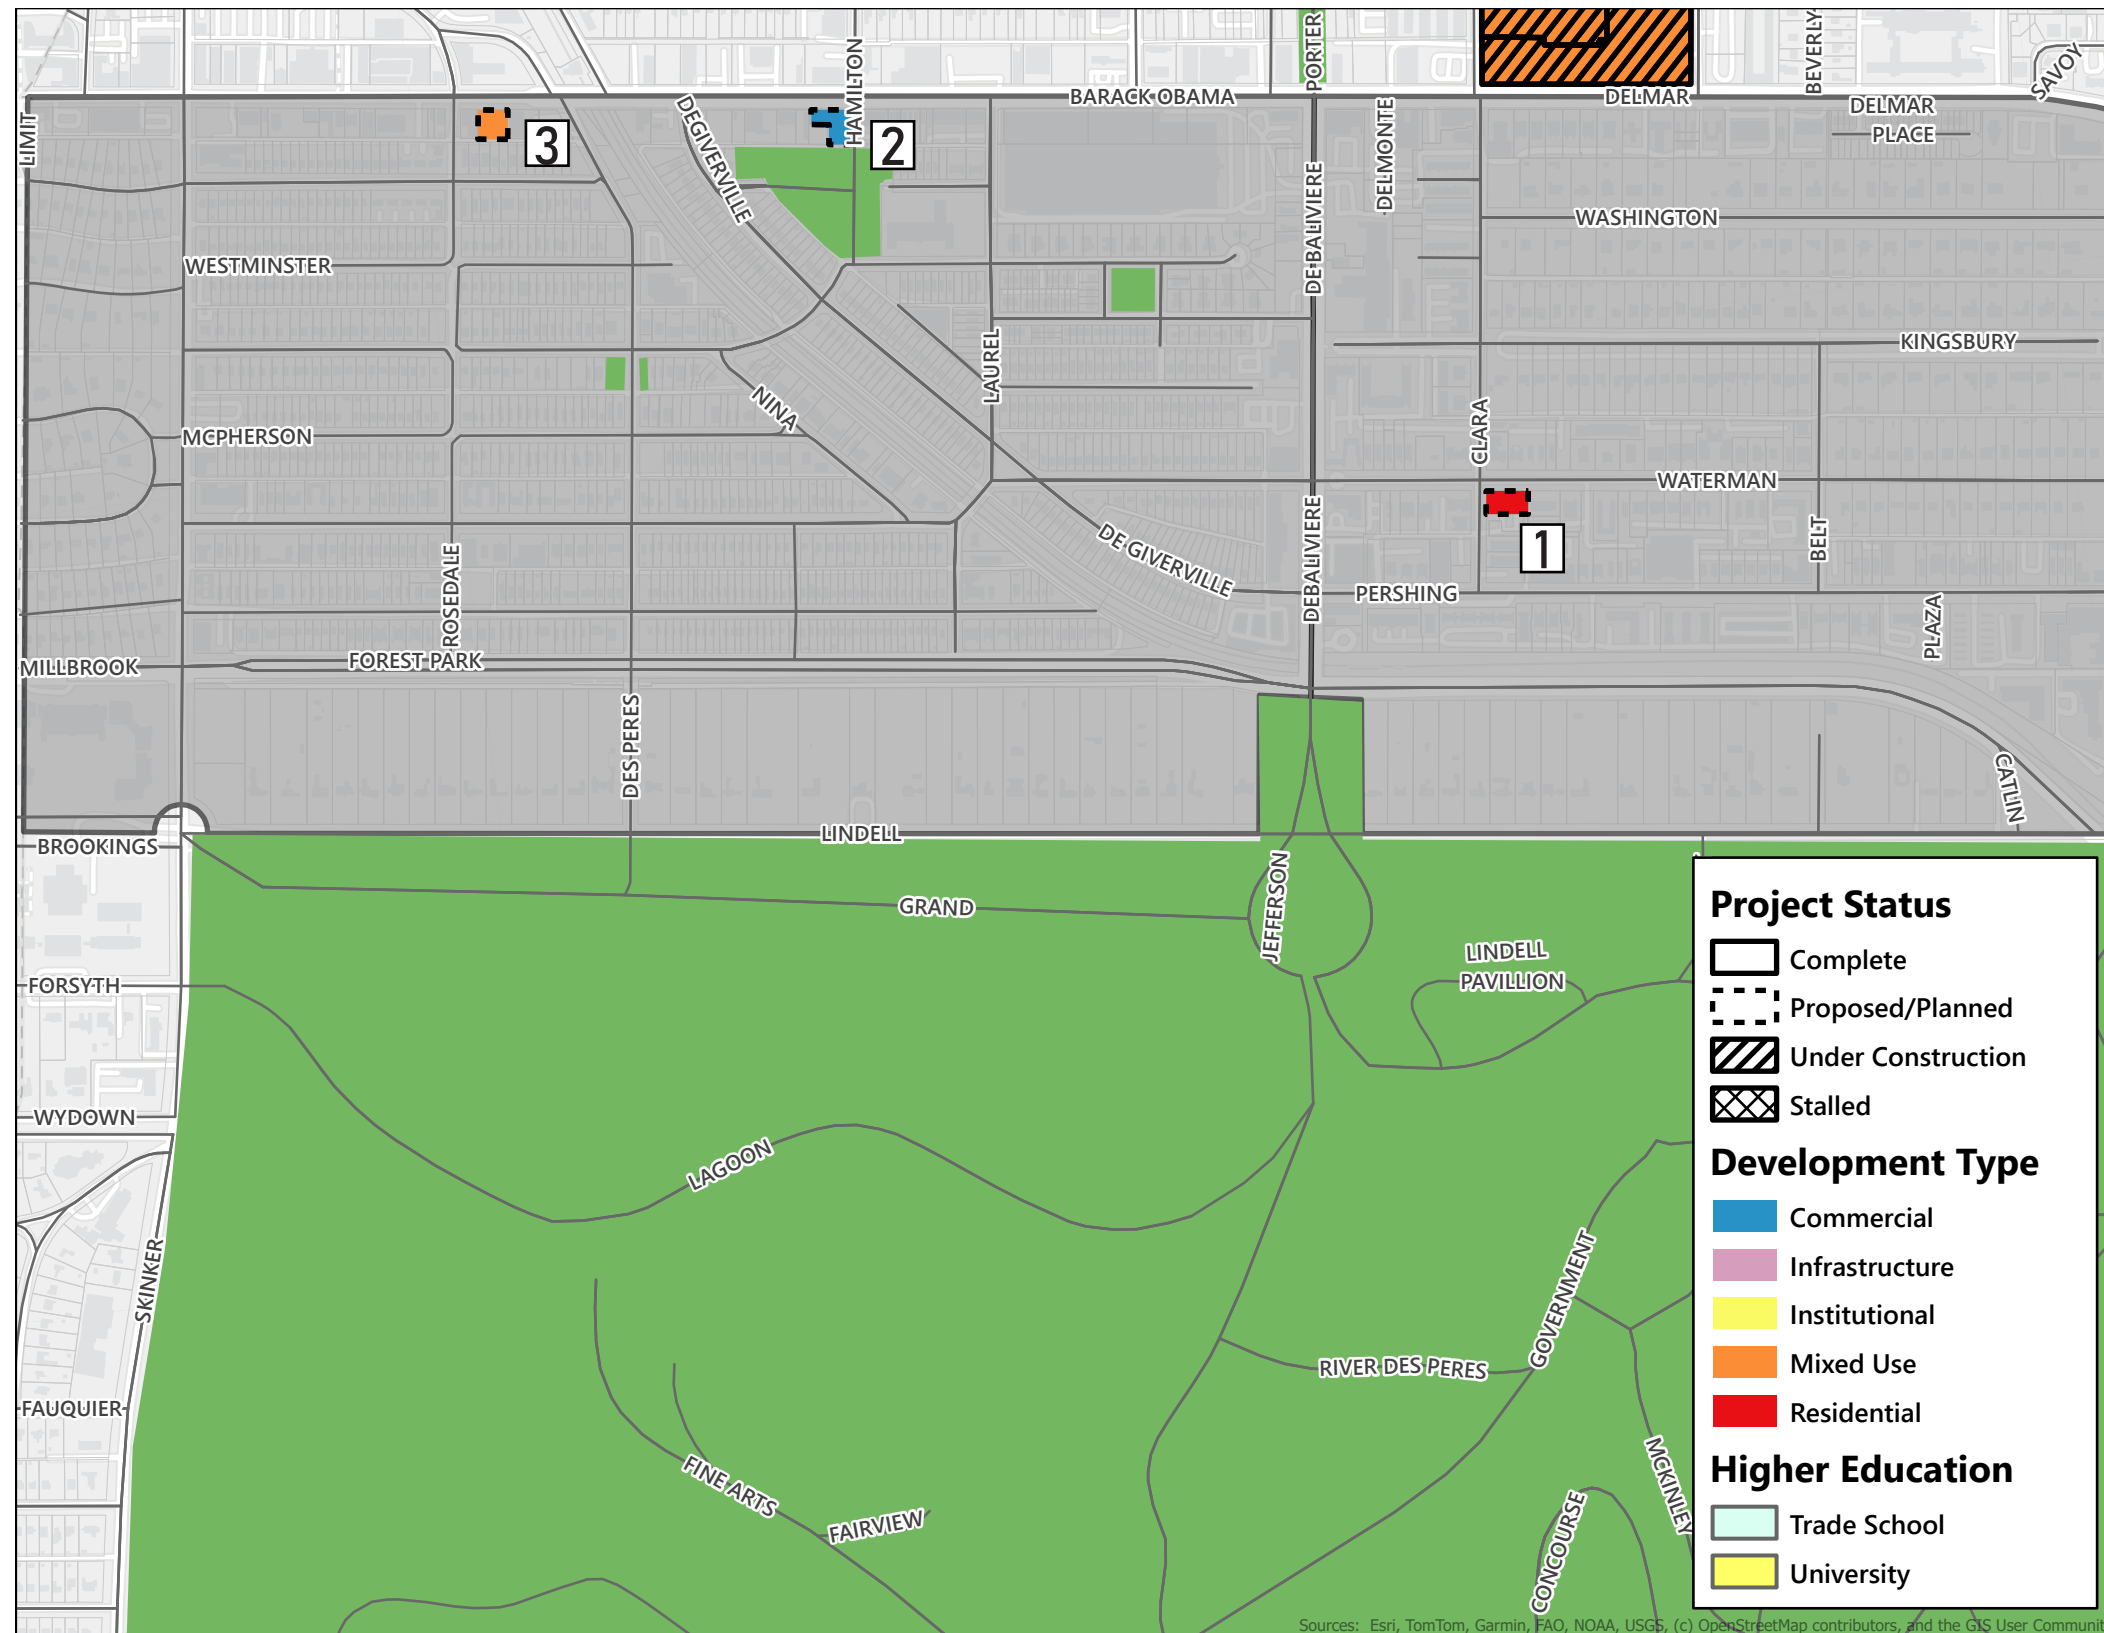 HAMILTON
PORTER
BEVERLY
SAVOY
BARACK OBAMA
DELMAR
DELMAR
PLACE
LIMIT
3
DEGIVERVILLE
2
DE BALIVIERE
DELMONTE
WASHINGTON
WESTMINSTER
KINGSBURY
LAUREL
NINA
MCPHERSON
CLARA
WATERMAN
1
BELT
ROSEDALE
DE GIVERVILLE
DEBALIVIERE
PERSHING
PLAZA
MILLBROOK
FOREST PARK
DES PERES
CATLIN
BROOKINGS
LINDELL
GRAND
JEFFERSON
LINDELL
PAVILLION
FORSYTH
WYDOWN
LAGOON
SKINKER
GOVERNMENT
RIVER DES PERES
FAUQUIER
FINE ARTS
FAIRVIEW
MCKINLEY
CONCOURSE
Project Status
Complete
Proposed/Planned
Under Construction
Stalled
Development Type
Commercial
Infrastructure
Institutional
Mixed Use
Residential
Higher Education
Trade School
University
Sources: Esri, TomTom, Garmin, FAO, NOAA, USGS, (c) OpenStreetMap contributors, and the GIS User Communit